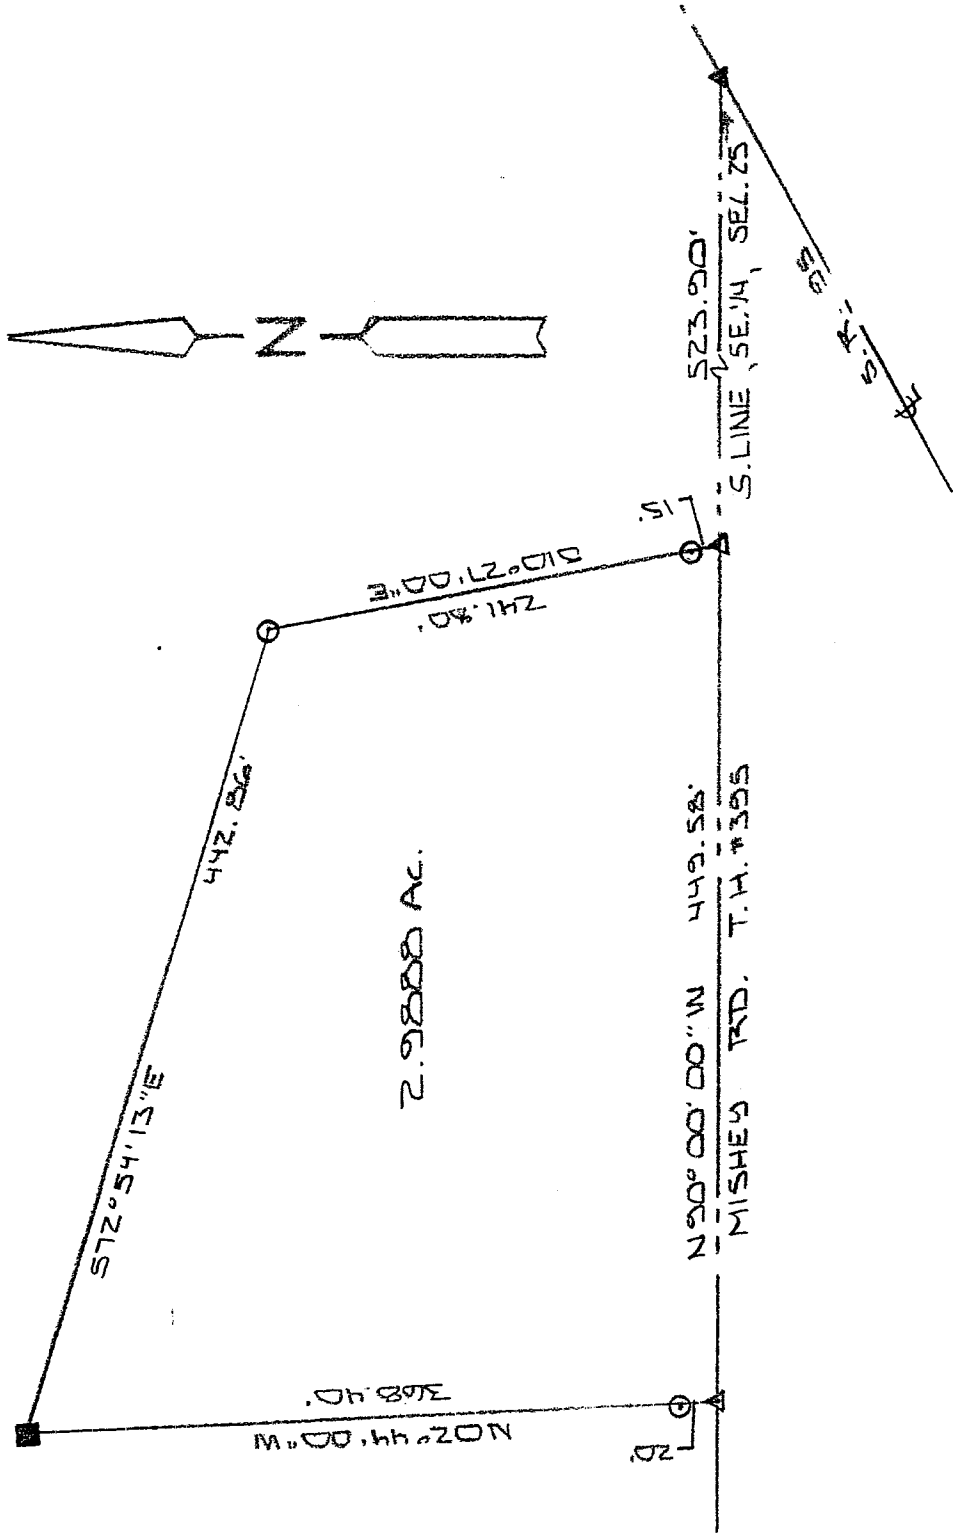 N
S72°54'13"E 442.86'
S10°27'00"E
241.80'
15'
2.9888 Ac.
368.40'
N02°44'00"W
20'
N90°00'00"W 449.58'
MISHEY RD. T.H. #395
523.90'
S.LINE, SE.1/4, SEC.25
S.R. 98